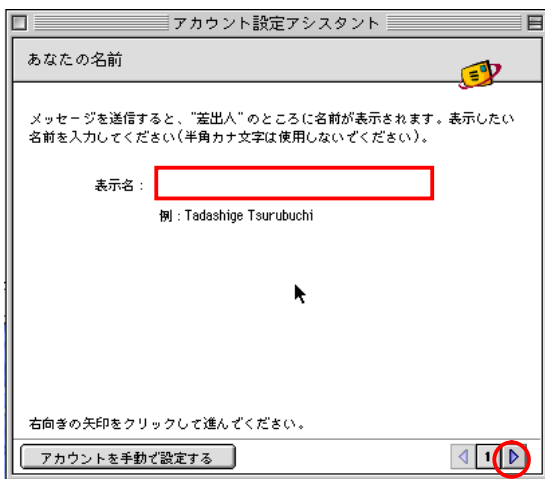 アカウント設定アシスタント
あなたの名前
メッセージを送信すると、"差出人"のところに名前が表示されます。表示したい
名前を入力してください(半角カナ文字は使用しないでください)。
表示名：
例：Tadashige Tsurubuchi
右向きの矢印をクリックして進んでください。
アカウントを手動で設定する
1